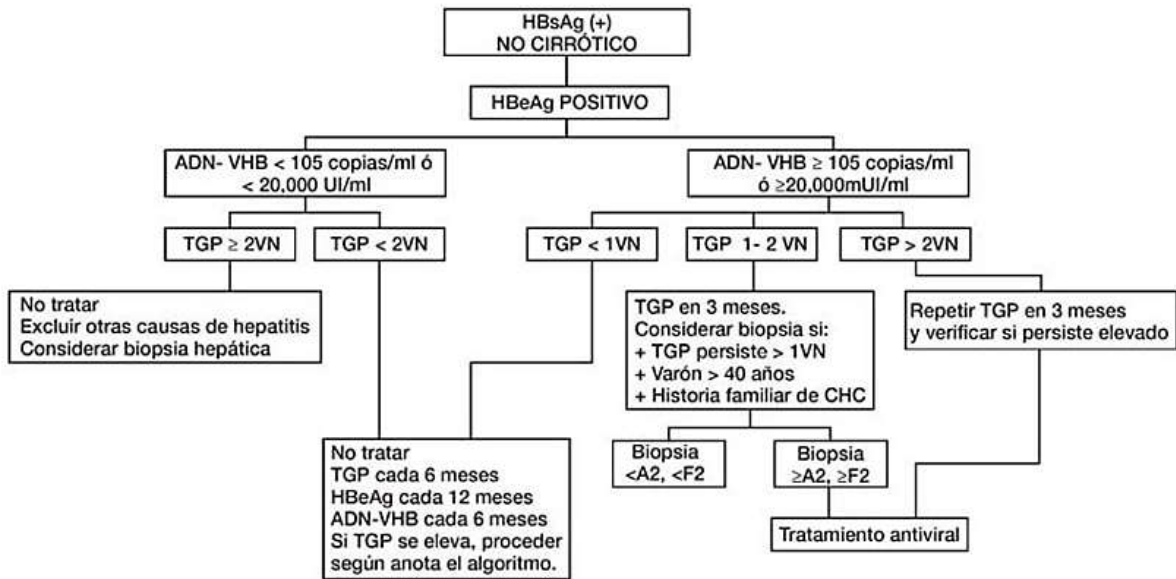 HBsAg (+)
NO CIRRÓTICO
HBeAg POSITIVO
ADN- VHB < 105 copias/ml ó
< 20,000 UI/ml
ADN- VHB ≥ 105 copias/ml
ó ≥20,000mUI/ml
TGP ≥ 2VN
TGP < 2VN
TGP < 1VN
TGP 1- 2 VN
TGP > 2VN
No tratar
Excluir otras causas de hepatitis
Considerar biopsia hepática
TGP en 3 meses.
Considerar biopsia si:
+ TGP persiste > 1VN
+ Varón > 40 años
+ Historia familiar de CHC
Repetir TGP en 3 meses
y verificar si persiste elevado
No tratar
TGP cada 6 meses
HBeAg cada 12 meses
ADN-VHB cada 6 meses
Si TGP se eleva, proceder
según anota el algoritmo.
Biopsia
<A2, <F2
Biopsia
≥A2, ≥F2
Tratamiento antiviral